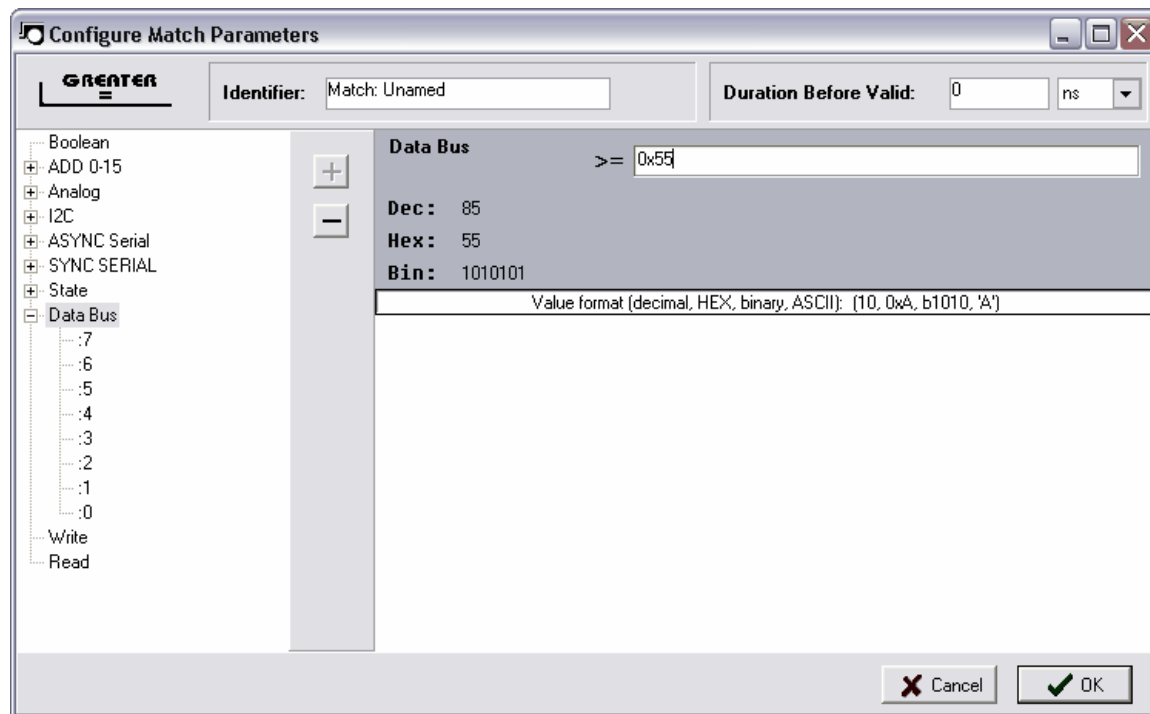 Configure Match Parameters
GREATER
=
Identifier: Match: Unamed
Duration Before Valid: 0 ns
Boolean
ADD 0-15
Analog
I2C
ASYNC Serial
SYNC SERIAL
State
Data Bus
:7
:6
:5
:4
:3
:2
:1
:0
Write
Read
+
−
Data Bus >= 0x55
Dec: 85
Hex: 55
Bin: 1010101
Value format (decimal, HEX, binary, ASCII): (10, 0xA, b1010, 'A')
Cancel OK